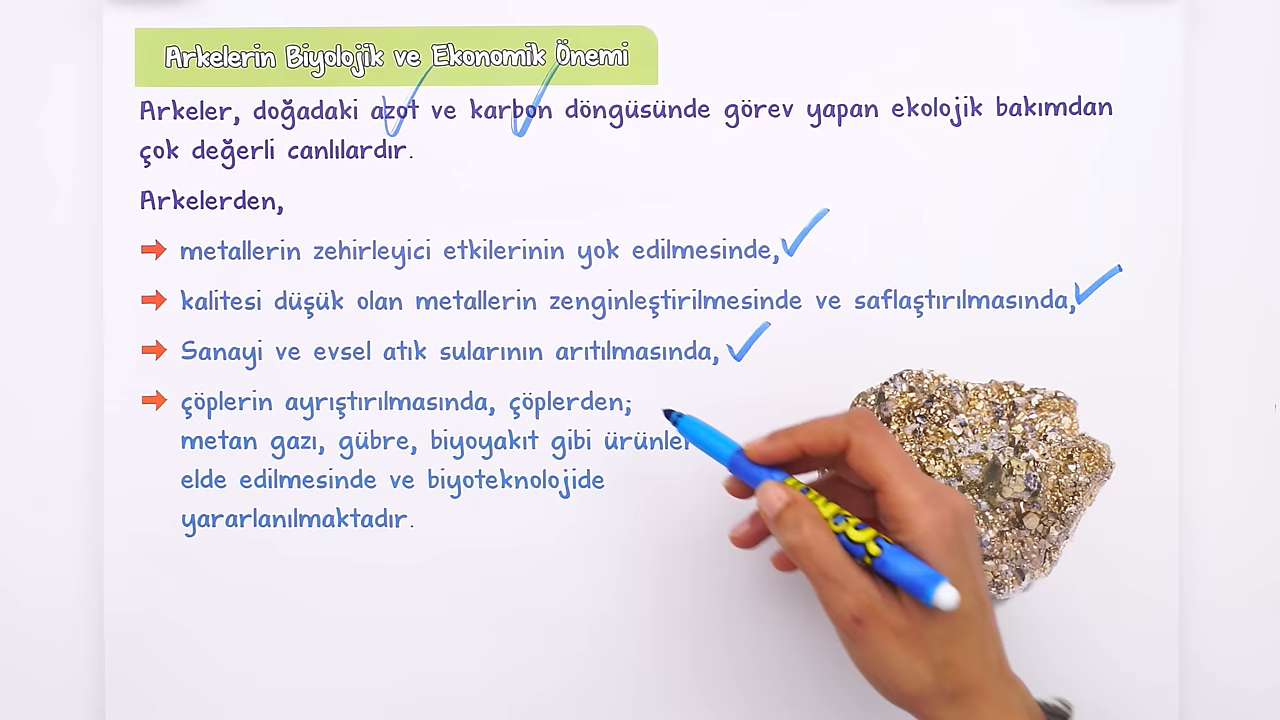 Arkelerin Biyolojik ve Ekonomik Önemi
Arkeler, doğadaki azot ve karbon döngüsünde görev yapan ekolojik bakımdan
çok değerli canlılardır.
Arkelerden,
metallerin zehirleyici etkilerinin yok edilmesinde,
kalitesi düşük olan metallerin zenginleştirilmesinde ve saflaştırılmasında,
Sanayi ve evsel atık sularının arıtılmasında,
çöplerin ayrıştırılmasında, çöplerden;
metan gazı, gübre, biyoyakıt gibi ürünler
elde edilmesinde ve biyoteknolojide
yararlanılmaktadır.